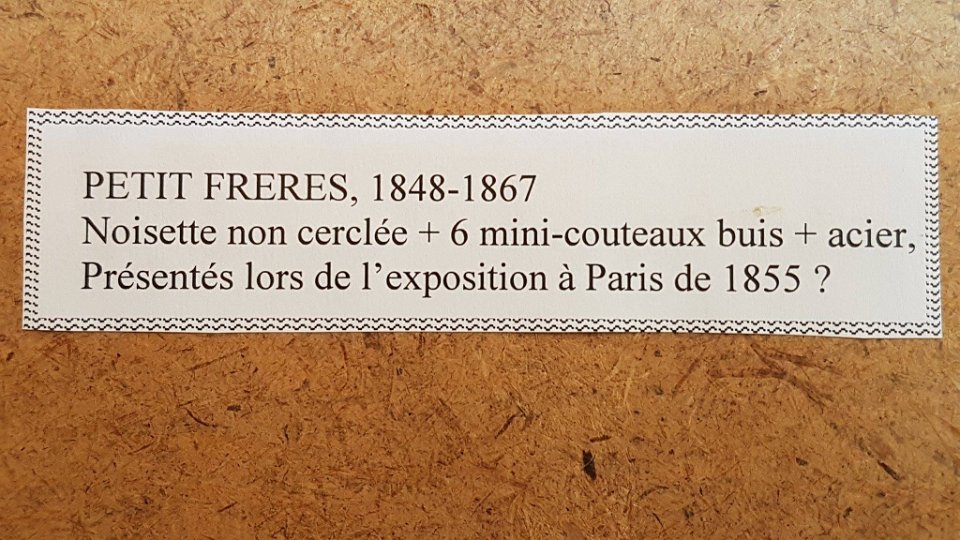 PETIT FRERES, 1848-1867
Noisette non cerclée + 6 mini-couteaux buis + acier,
Présentés lors de l’exposition à Paris de 1855 ?